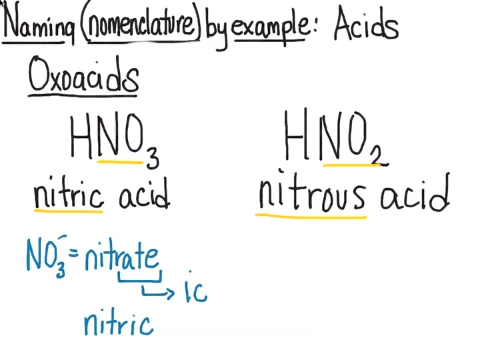 Naming (nomenclature) by example: Acids
Oxoacids
HNO₃ HNO₂
nitric acid nitrous acid
NO₃⁻ = nitrate
→ ic
nitric